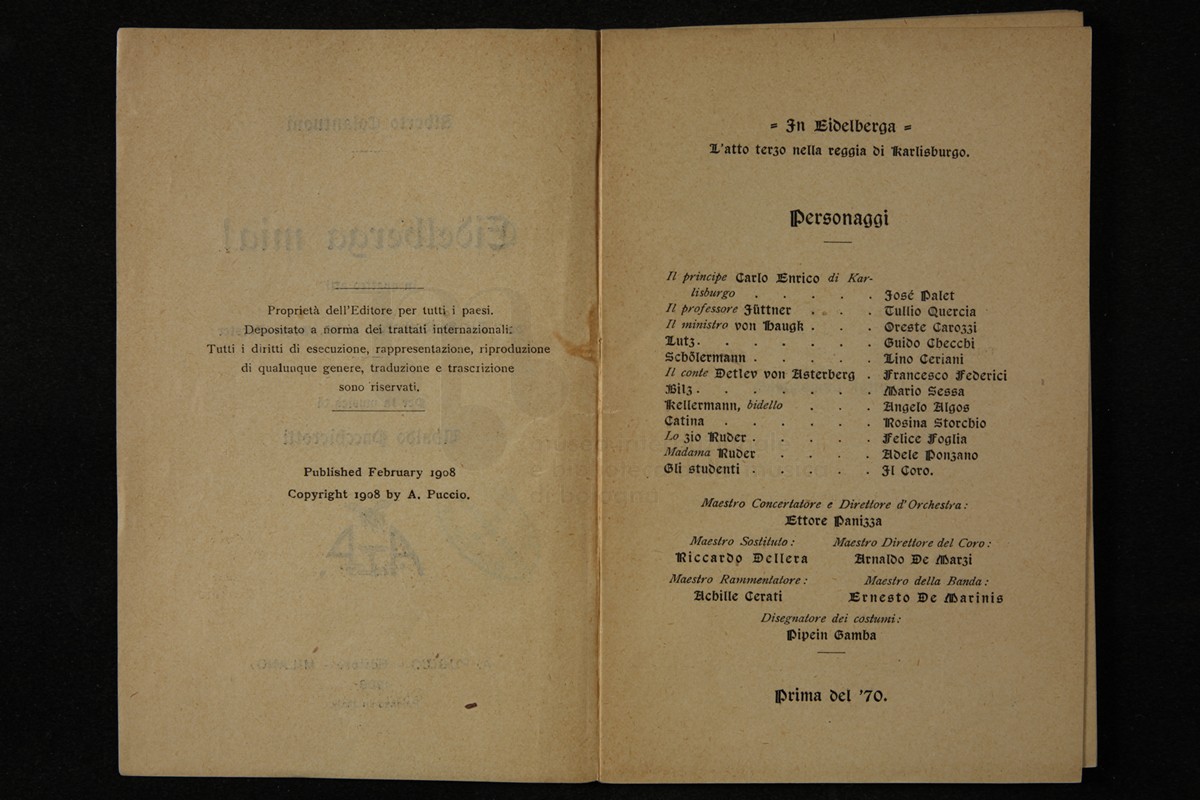 Proprietà dell'Editore per tutti i paesi.
Depositato a norma dei trattati internazionali.
Tutti i diritti di esecuzione, rappresentazione, riproduzione
di qualunque genere, traduzione e trascrizione
sono riservati.
Published February 1908
Copyright 1908 by A. Puccio.
= In Eidelberga =
L'atto terzo nella reggia di Karlisburgo.
Personaggi
Il principe Carlo Enrico di Kar-
lisburgo . . . . . José Palet
Il professore Jüttner . . . Tullio Quercia
Il ministro von Haugk . . . Oreste Carozzi
Lutz . . . . . . . Guido Checchi
Schölermann . . . . . Lino Ceriani
Il conte Detlev von Asterberg . Francesco Federici
Bilz . . . . . . . Mario Sessa
Kellermann, bidello . . . Angelo Algos
Catina . . . . . . Rosina Storchio
Lo zio Ruder . . . . . Felice Foglia
Madama Ruder . . . . Adele Ponzano
Gli studenti . . . . . Il Coro.
Maestro Concertatore e Direttore d'Orchestra:
Ettore Panizza
Maestro Sostituto: Maestro Direttore del Coro:
Riccardo Dellera Arnaldo De Marzi
Maestro Rammentatore: Maestro della Banda:
Achille Cerati Ernesto De Marinis
Disegnatore dei costumi:
Pipein Gamba
Prima del '70.